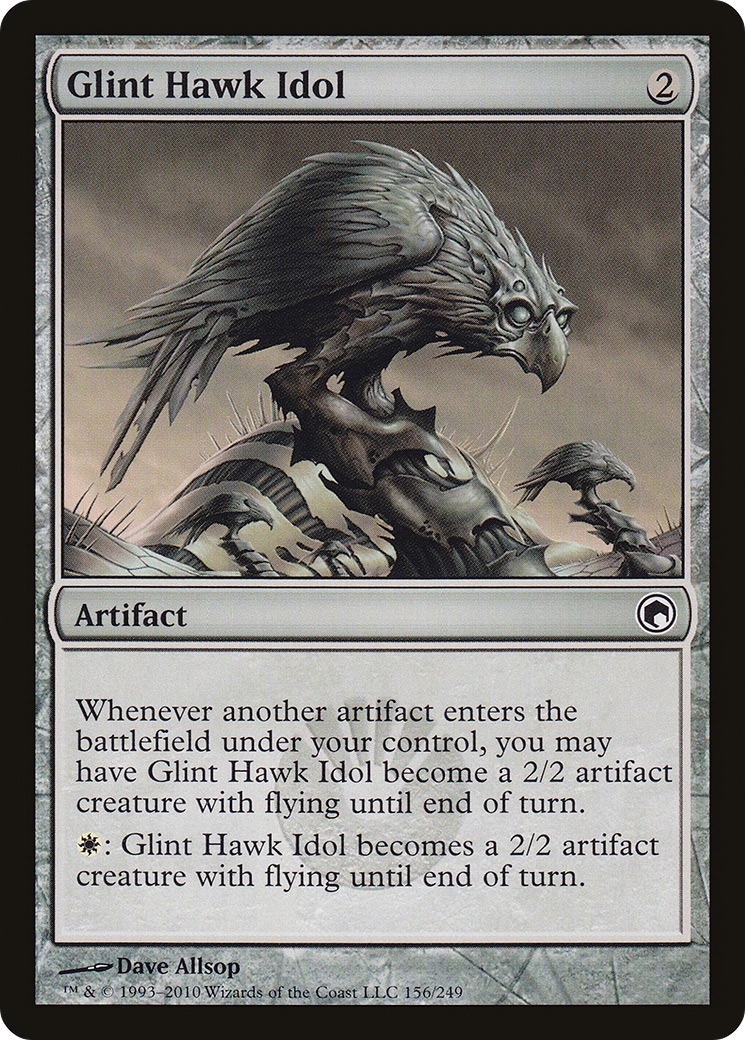 Glint Hawk Idol 2
Artifact
Whenever another artifact enters the
battlefield under your control, you may
have Glint Hawk Idol become a 2/2 artifact
creature with flying until end of turn.
: Glint Hawk Idol becomes a 2/2 artifact
creature with flying until end of turn.
Dave Allsop
™ & © 1993–2010 Wizards of the Coast LLC 156/249